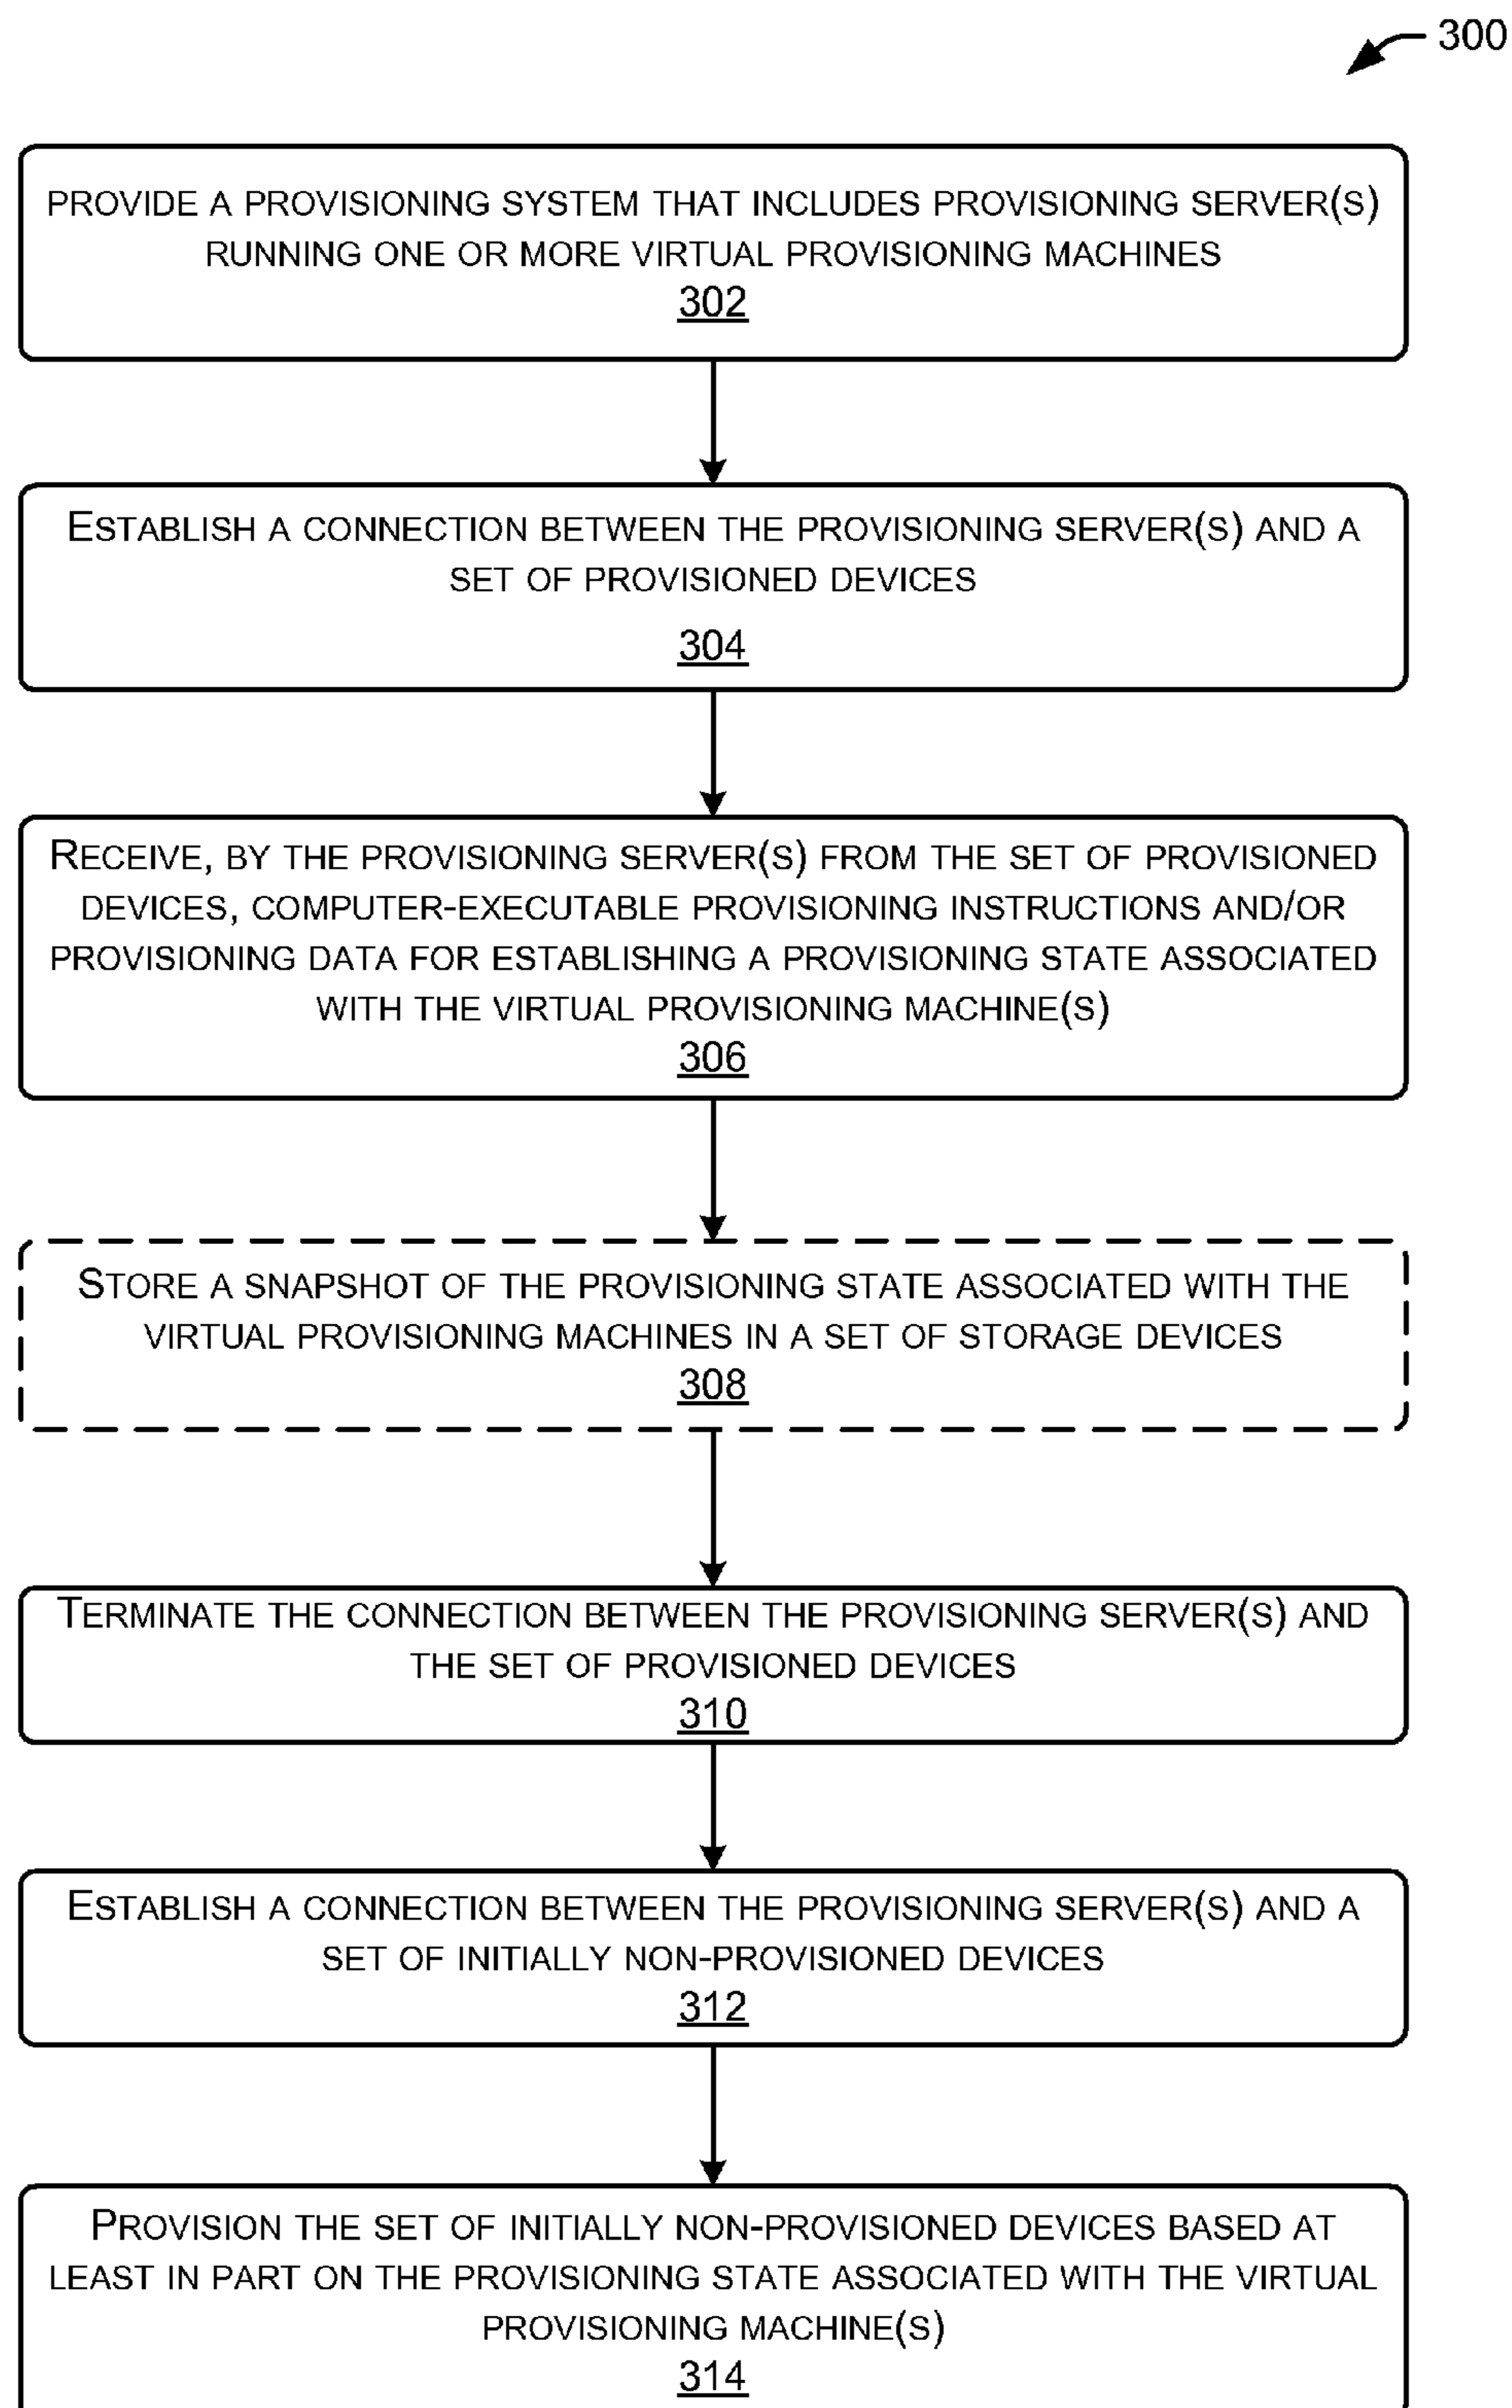 300
PROVIDE A PROVISIONING SYSTEM THAT INCLUDES PROVISIONING SERVER(S)
RUNNING ONE OR MORE VIRTUAL PROVISIONING MACHINES
302
ESTABLISH A CONNECTION BETWEEN THE PROVISIONING SERVER(S) AND A
SET OF PROVISIONED DEVICES
304
RECEIVE, BY THE PROVISIONING SERVER(S) FROM THE SET OF PROVISIONED
DEVICES, COMPUTER-EXECUTABLE PROVISIONING INSTRUCTIONS AND/OR
PROVISIONING DATA FOR ESTABLISHING A PROVISIONING STATE ASSOCIATED
WITH THE VIRTUAL PROVISIONING MACHINE(S)
306
STORE A SNAPSHOT OF THE PROVISIONING STATE ASSOCIATED WITH THE
VIRTUAL PROVISIONING MACHINES IN A SET OF STORAGE DEVICES
308
TERMINATE THE CONNECTION BETWEEN THE PROVISIONING SERVER(S) AND
THE SET OF PROVISIONED DEVICES
310
ESTABLISH A CONNECTION BETWEEN THE PROVISIONING SERVER(S) AND A
SET OF INITIALLY NON-PROVISIONED DEVICES
312
PROVISION THE SET OF INITIALLY NON-PROVISIONED DEVICES BASED AT
LEAST IN PART ON THE PROVISIONING STATE ASSOCIATED WITH THE VIRTUAL
PROVISIONING MACHINE(S)
314